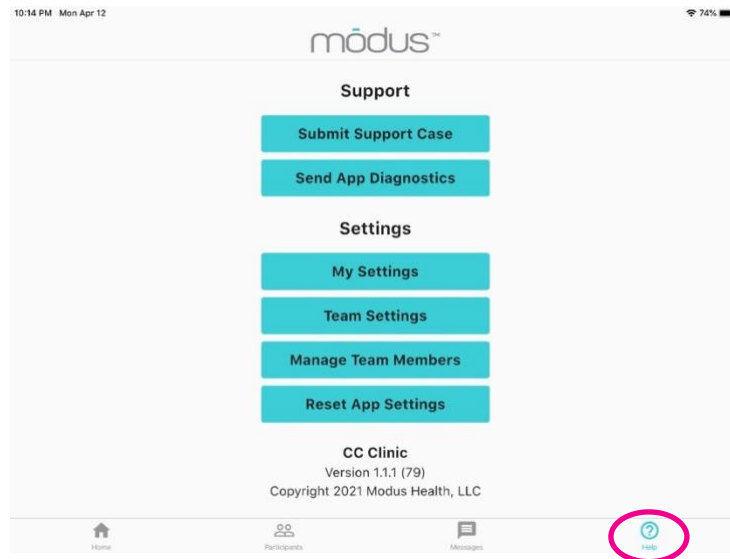 10:14 PM Mon Apr 12 74%
mōdus™
Support
Submit Support Case
Send App Diagnostics
Settings
My Settings
Team Settings
Manage Team Members
Reset App Settings
CC Clinic
Version 1.1.1 (79)
Copyright 2021 Modus Health, LLC
Home Participants Messages Help